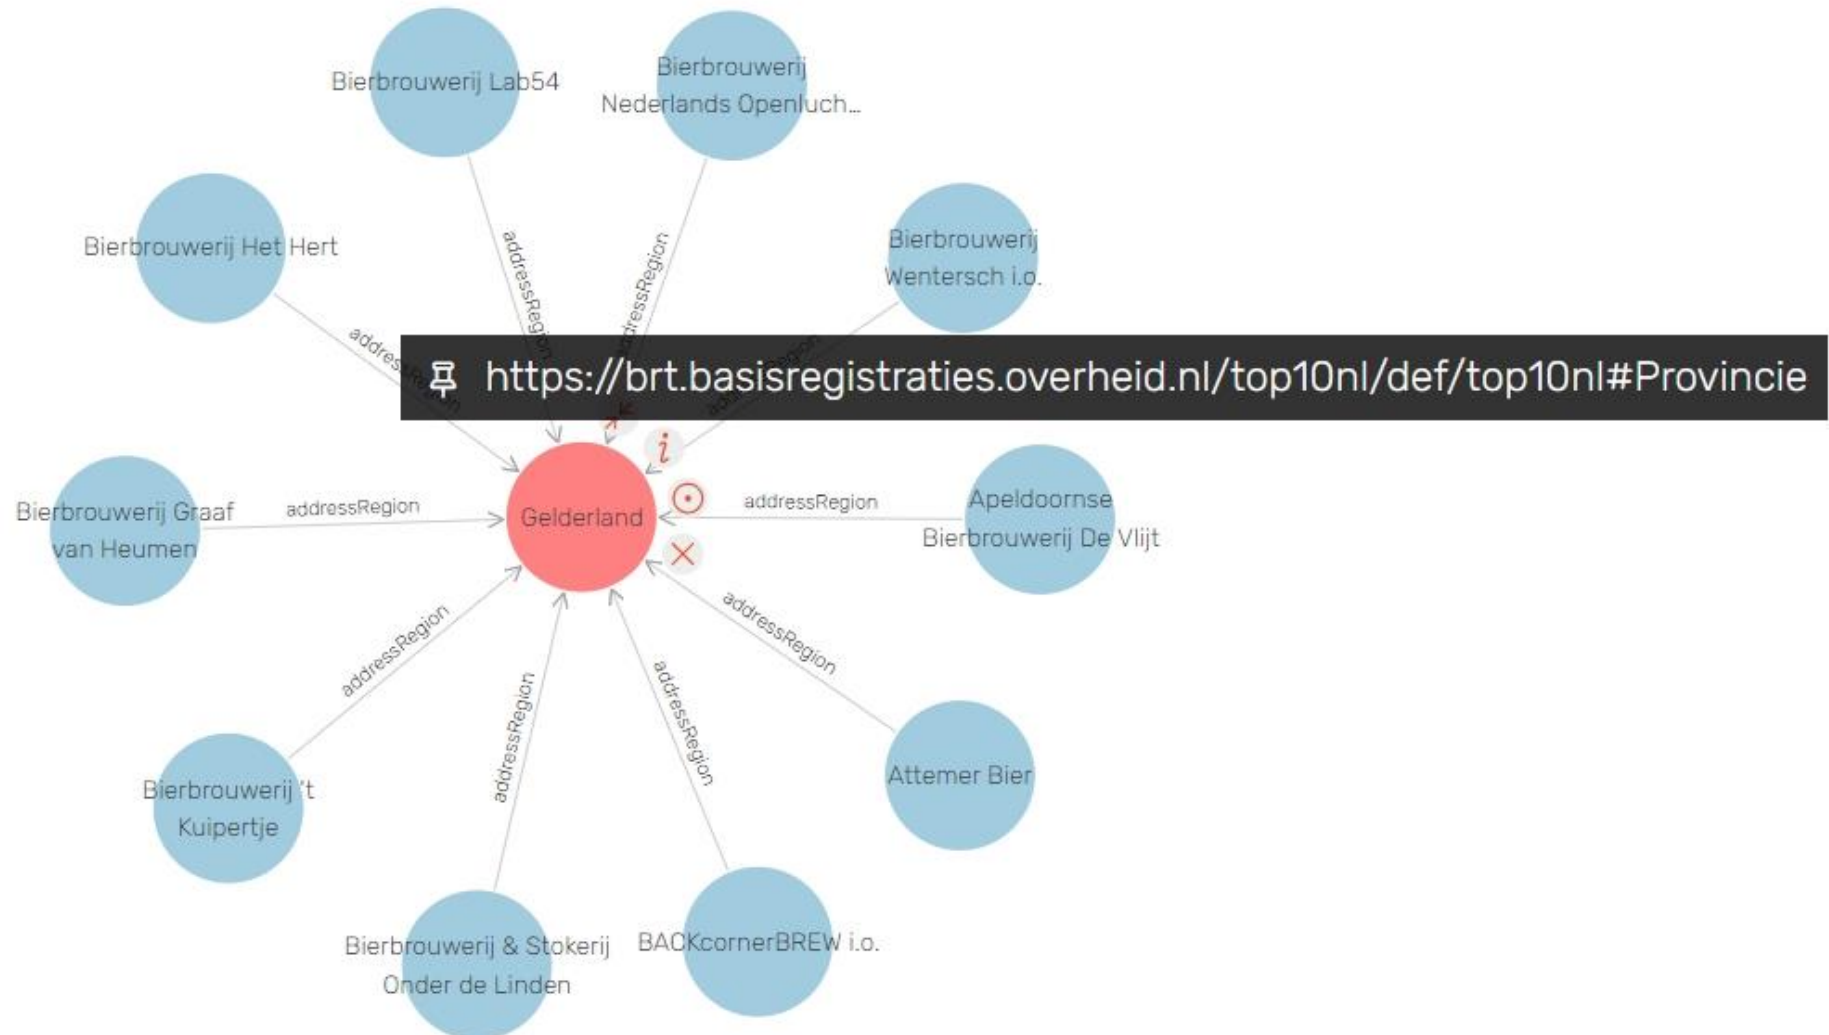 Bierbrouwerij Lab54
Bierbrouwerij
Nederlands Openluch...
Bierbrouwerij Het Hert
Bierbrouwerij
Wentersch i.o.
addressRegion
addressRegion
addressRegion
addressRegion
https://brt.basisregistraties.overheid.nl/top10nl/def/top10nl#Provincie
Bierbrouwerij Graaf
van Heumen
addressRegion
Gelderland
addressRegion
Apeldoornse
Bierbrouwerij De Vlijt
addressRegion
addressRegion
addressRegion
addressRegion
Bierbrouwerij 't
Kuipertje
Attemer Bier
Bierbrouwerij & Stokerij
Onder de Linden
BACKcornerBREW i.o.